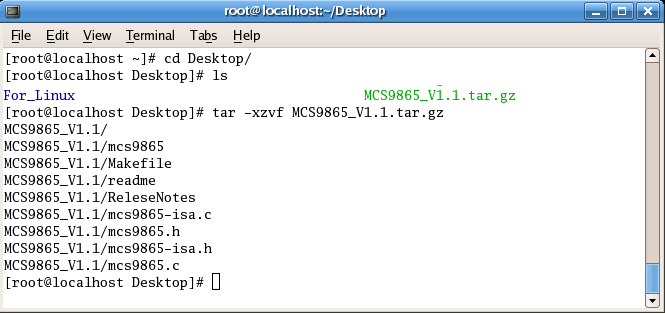 root@localhost:~/Desktop
File Edit View Terminal Tabs Help
[root@localhost ~]# cd Desktop/
[root@localhost Desktop]# ls
For_Linux MCS9865_V1.1.tar.gz
[root@localhost Desktop]# tar -xzvf MCS9865_V1.1.tar.gz
MCS9865_V1.1/
MCS9865_V1.1/mcs9865
MCS9865_V1.1/Makefile
MCS9865_V1.1/readme
MCS9865_V1.1/ReleseNotes
MCS9865_V1.1/mcs9865-isa.c
MCS9865_V1.1/mcs9865.h
MCS9865_V1.1/mcs9865-isa.h
MCS9865_V1.1/mcs9865.c
[root@localhost Desktop]#